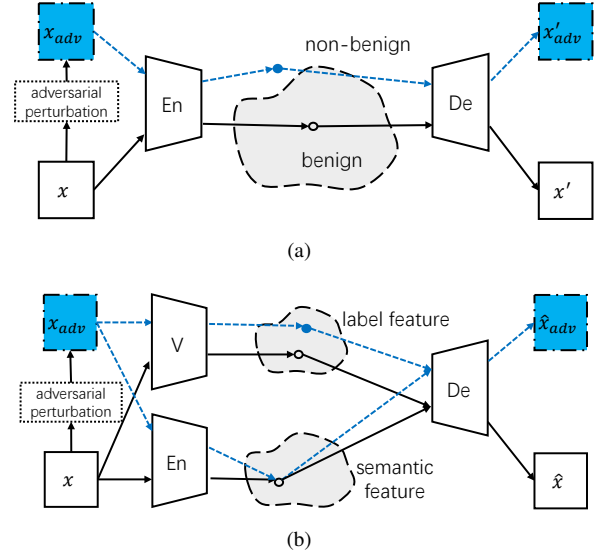 x_adv
non-benign
x'_adv
adversarial
perturbation
En
De
benign
x
x'
(a)
x_adv
V
label feature
x̂_adv
adversarial
perturbation
De
x
En
semantic
feature
x̂
(b)